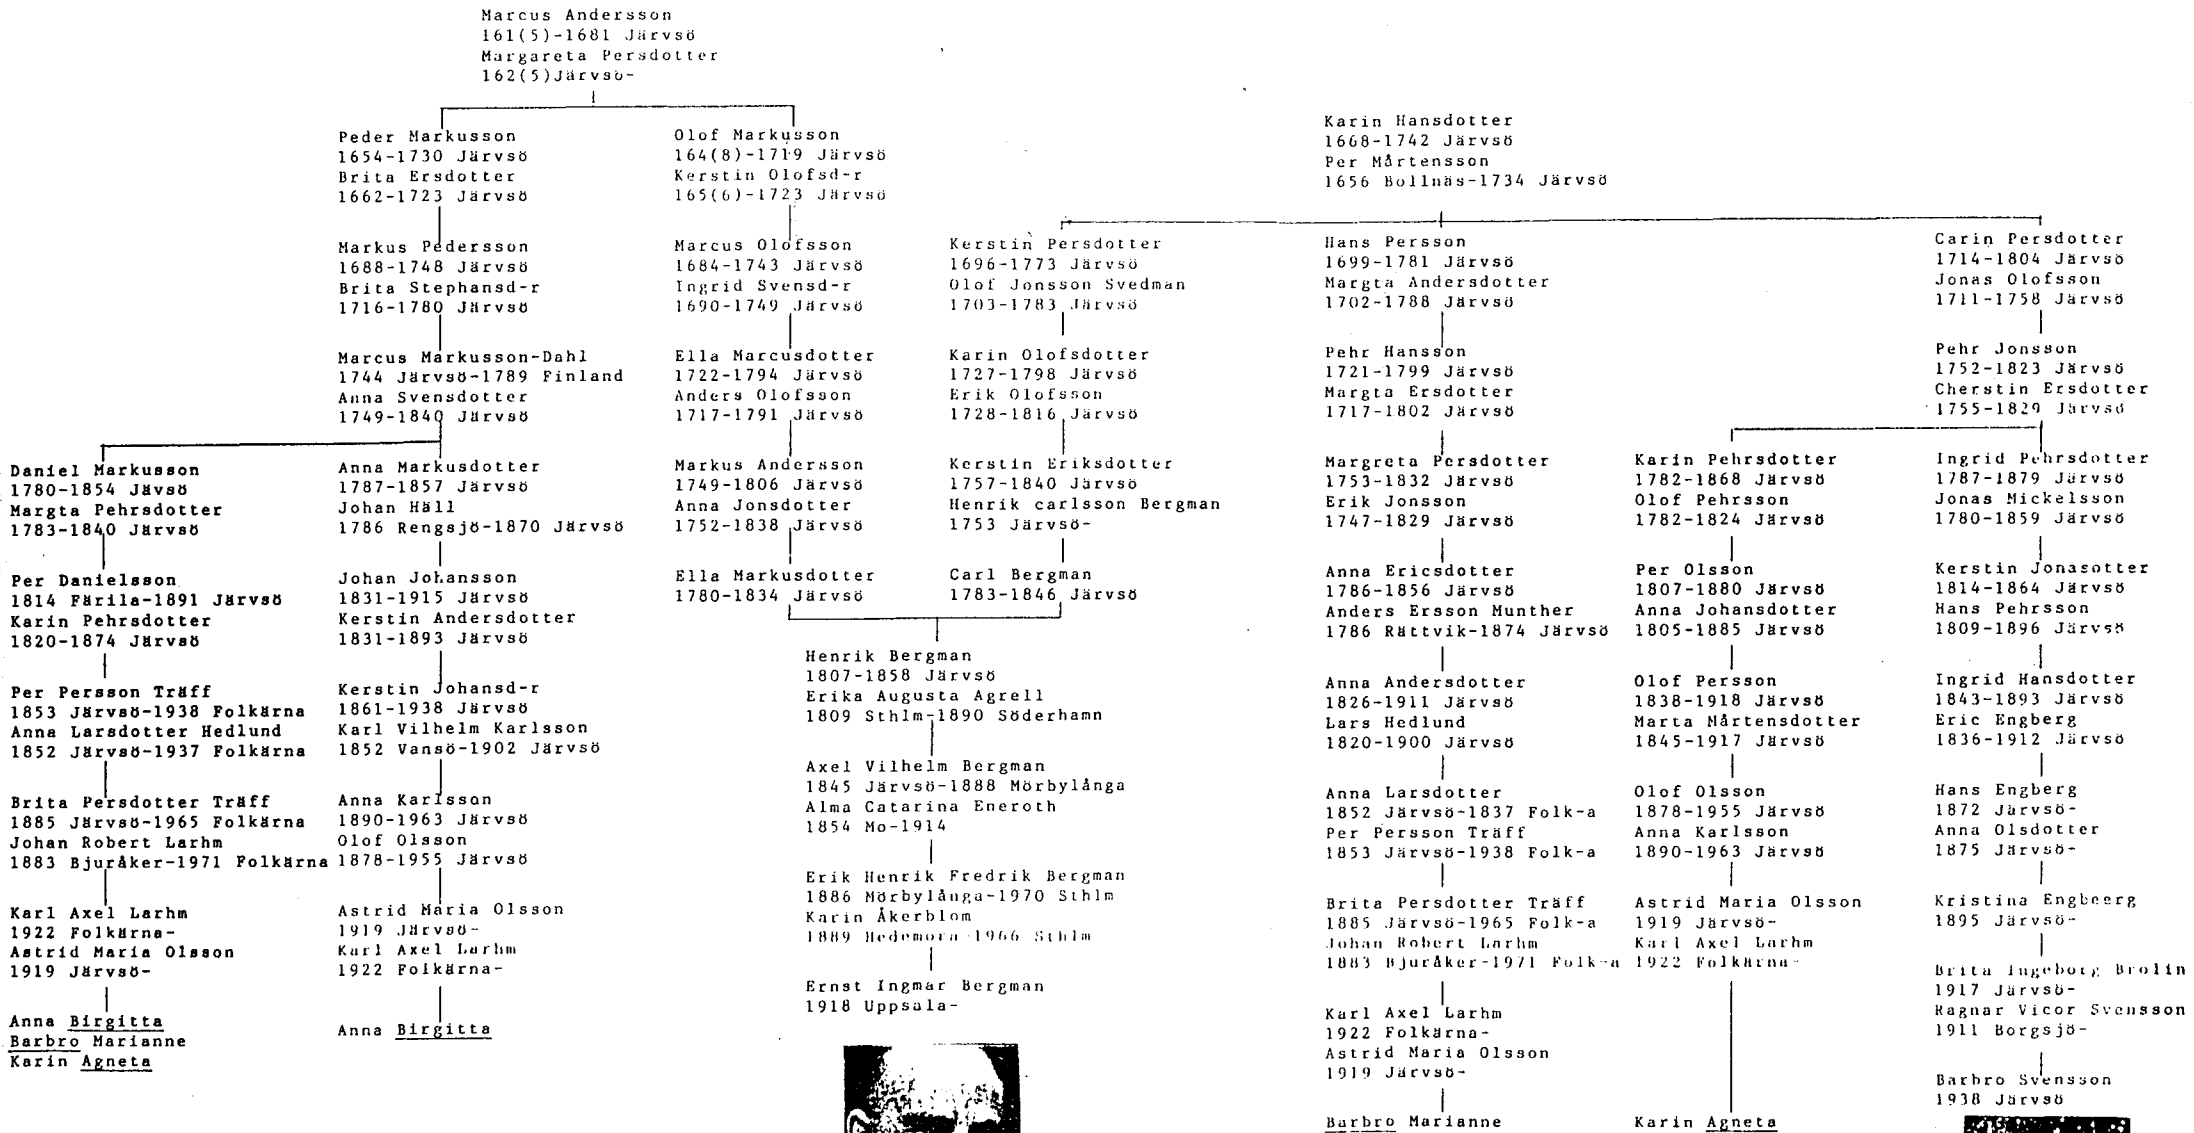 Marcus Andersson
161(5)-1681 Järvsö
Margareta Persdotter
162(5)Järvsö-
Peder Markusson
1654-1730 Järvsö
Brita Ersdotter
1662-1723 Järvsö
Markus Pedersson
1688-1748 Järvsö
Brita Stephansd-r
1716-1780 Järvsö
Marcus Markusson-Dahl
1744 Järvsö-1789 Finland
Anna Svensdotter
1749-1840 Järvsö
Daniel Markusson
1780-1854 Jävsö
Margta Pehrsdotter
1783-1840 Järvsö
Per Danielsson
1814 Färila-1891 Järvsö
Karin Pehrsdotter
1820-1874 Järvsö
Per Persson Träff
1853 Järvsö-1938 Folkärna
Anna Larsdotter Hedlund
1852 Järvsö-1937 Folkärna
Brita Persdotter Träff
1885 Järvsö-1965 Folkärna
Johan Robert Larhm
1883 Bjuråker-1971 Folkärna
Karl Axel Larhm
1922 Folkärna-
Astrid Maria Olsson
1919 Järvsö-
Anna Birgitta
Barbro Marianne
Karin Agneta
Anna Markusdotter
1787-1857 Järvsö
Johan Häll
1786 Rengsjö-1870 Järvsö
Johan Johansson
1831-1915 Järvsö
Kerstin Andersdotter
1831-1893 Järvsö
Kerstin Johansd-r
1861-1938 Järvsö
Karl Vilhelm Karlsson
1852 Vansö-1902 Järvsö
Anna Karlsson
1890-1963 Järvsö
Olof Olsson
1878-1955 Järvsö
Astrid Maria Olsson
1919 Järvsö-
Karl Axel Larhm
1922 Folkärna-
Anna Birgitta
Olof Markusson
164(8)-1719 Järvsö
Kerstin Olofsd-r
165(6)-1723 Järvsö
Marcus Olofsson
1684-1743 Järvsö
Ingrid Svensd-r
1690-1749 Järvsö
Ella Marcusdotter
1722-1794 Järvsö
Anders Olofsson
1717-1791 Järvsö
Markus Andersson
1749-1806 Järvsö
Anna Jonsdotter
1752-1838 Järvsö
Ella Markusdotter
1780-1834 Järvsö
Karin Hansdotter
1668-1742 Järvsö
Per Mårtensson
1656 Bollnäs-1734 Järvsö
Kerstin Persdotter
1696-1773 Järvsö
Olof Jonsson Svedman
1703-1783 Järvsö
Karin Olofsdotter
1727-1798 Järvsö
Erik Olofsson
1728-1816 Järvsö
Kerstin Eriksdotter
1757-1840 Järvsö
Henrik carlsson Bergman
1753 Järvsö-
Carl Bergman
1783-1846 Järvsö
Henrik Bergman
1807-1858 Järvsö
Erika Augusta Agrell
1809 Sthlm-1890 Söderhamn
Axel Vilhelm Bergman
1845 Järvsö-1888 Mörbylånga
Alma Catarina Eneroth
1854 Mo-1914
Erik Henrik Fredrik Bergman
1886 Mörbylånga-1970 Sthlm
Karin Åkerblom
1889 Hedemora-1966 Sthlm
Ernst Ingmar Bergman
1918 Uppsala-
Hans Persson
1699-1781 Järvsö
Margta Andersdotter
1702-1788 Järvsö
Pehr Hansson
1721-1799 Järvsö
Margta Ersdotter
1717-1802 Järvsö
Margreta Persdotter
1753-1832 Järvsö
Erik Jonsson
1747-1829 Järvsö
Anna Ericsdotter
1786-1856 Järvsö
Anders Ersson Munther
1786 Rättvik-1874 Järvsö
Anna Andersdotter
1826-1911 Järvsö
Lars Hedlund
1820-1900 Järvsö
Anna Larsdotter
1852 Järvsö-1837 Folk-a
Per Persson Träff
1853 Järvsö-1938 Folk-a
Brita Persdotter Träff
1885 Järvsö-1965 Folk-a
Johan Robert Larhm
1883 Bjuråker-1971 Folk-a
Karl Axel Larhm
1922 Folkärna-
Astrid Maria Olsson
1919 Järvsö-
Barbro Marianne
Carin Persdotter
1714-1804 Järvsö
Jonas Olofsson
1711-1758 Järvsö
Pehr Jonsson
1752-1823 Järvsö
Cherstin Ersdotter
1755-1829 Järvsö
Karin Pehrsdotter
1782-1868 Järvsö
Olof Pehrsson
1782-1824 Järvsö
Per Olsson
1807-1880 Järvsö
Anna Johansdotter
1805-1885 Järvsö
Olof Persson
1838-1918 Järvsö
Marta Mårtensdotter
1845-1917 Järvsö
Olof Olsson
1878-1955 Järvsö
Anna Karlsson
1890-1963 Järvsö
Astrid Maria Olsson
1919 Järvsö-
Karl Axel Larhm
1922 Folkärna-
Karin Agneta
Ingrid Pehrsdotter
1787-1879 Järvsö
Jonas Mickelsson
1780-1859 Järvsö
Kerstin Jonasotter
1814-1864 Järvsö
Hans Pehrsson
1809-1896 Järvsö
Ingrid Hansdotter
1843-1893 Järvsö
Eric Engberg
1836-1912 Järvsö
Hans Engberg
1872 Järvsö-
Anna Olsdotter
1875 Järvsö-
Kristina Engbeerg
1895 Järvsö-
Brita Ingeborg Brolin
1917 Järvsö-
Ragnar Vicor Svensson
1911 Borgsjö-
Barbro Svensson
1938 Järvsö